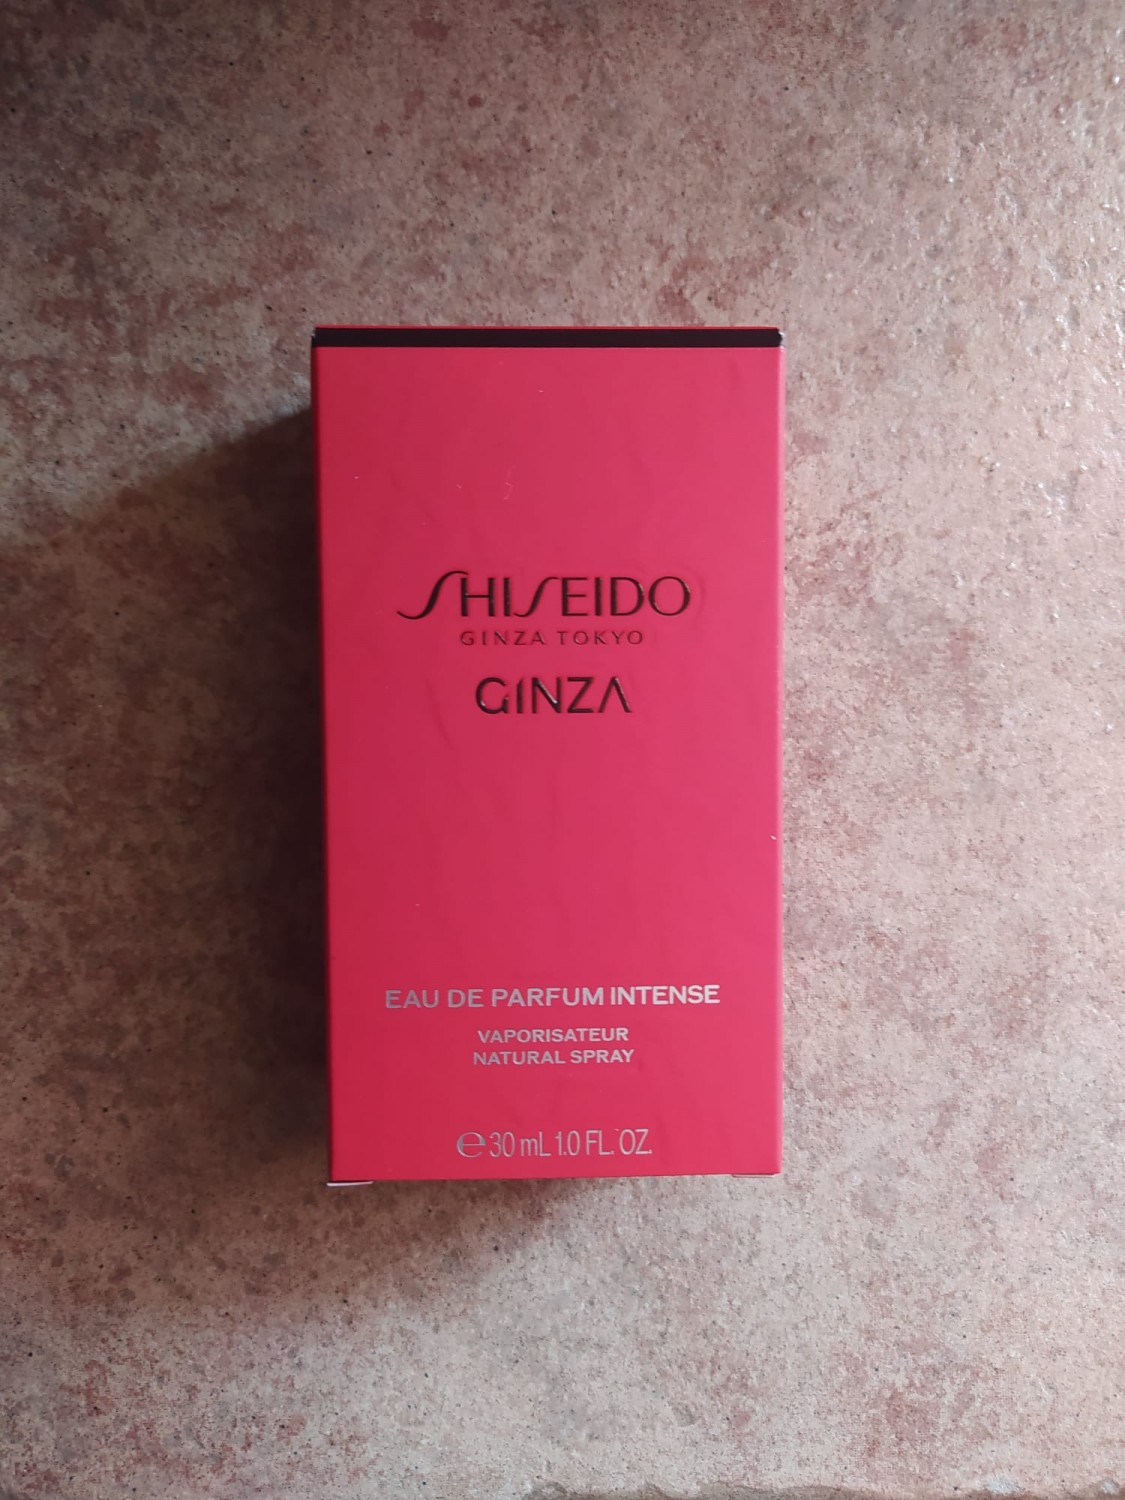 SHISEIDO
GINZA TOKYO
GINZA
EAU DE PARFUM INTENSE
VAPORISATEUR
NATURAL SPRAY
℮ 30 mL 1.0 FL. OZ.